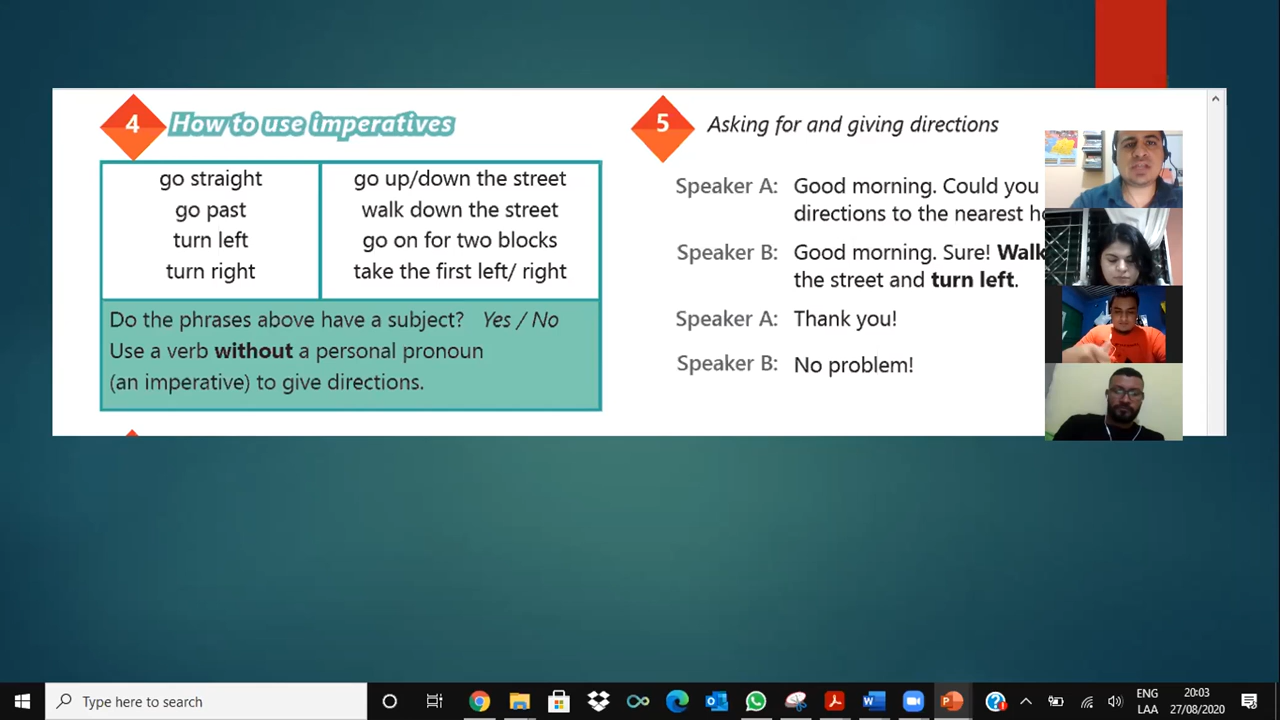 4 How to use imperatives
go straight
go past
turn left
turn right
go up/down the street
walk down the street
go on for two blocks
take the first left/ right
Do the phrases above have a subject? Yes / No
Use a verb without a personal pronoun
(an imperative) to give directions.
5 Asking for and giving directions
Speaker A: Good morning. Could you
directions to the nearest
Speaker B: Good morning. Sure! Walk
the street and turn left.
Speaker A: Thank you!
Speaker B: No problem!
Type here to search
ENG
LAA
20:03
27/08/2020